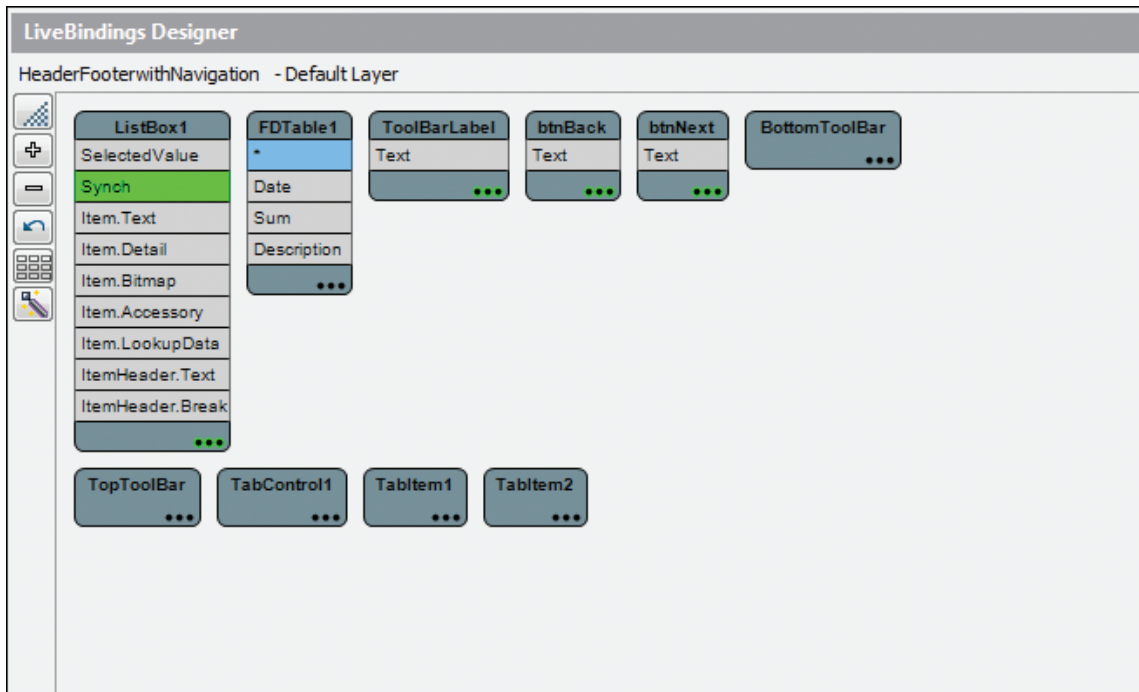 LiveBindings Designer
HeaderFooterwithNavigation - Default Layer
ListBox1
SelectedValue
Synch
Item.Text
Item.Detail
Item.Bitmap
Item.Accessory
Item.LookupData
ItemHeader.Text
ItemHeader.Break
FDTable1
*
Date
Sum
Description
ToolBarLabel
Text
btnBack
Text
btnNext
Text
BottomToolBar
TopToolBar
TabControl1
TabItem1
TabItem2